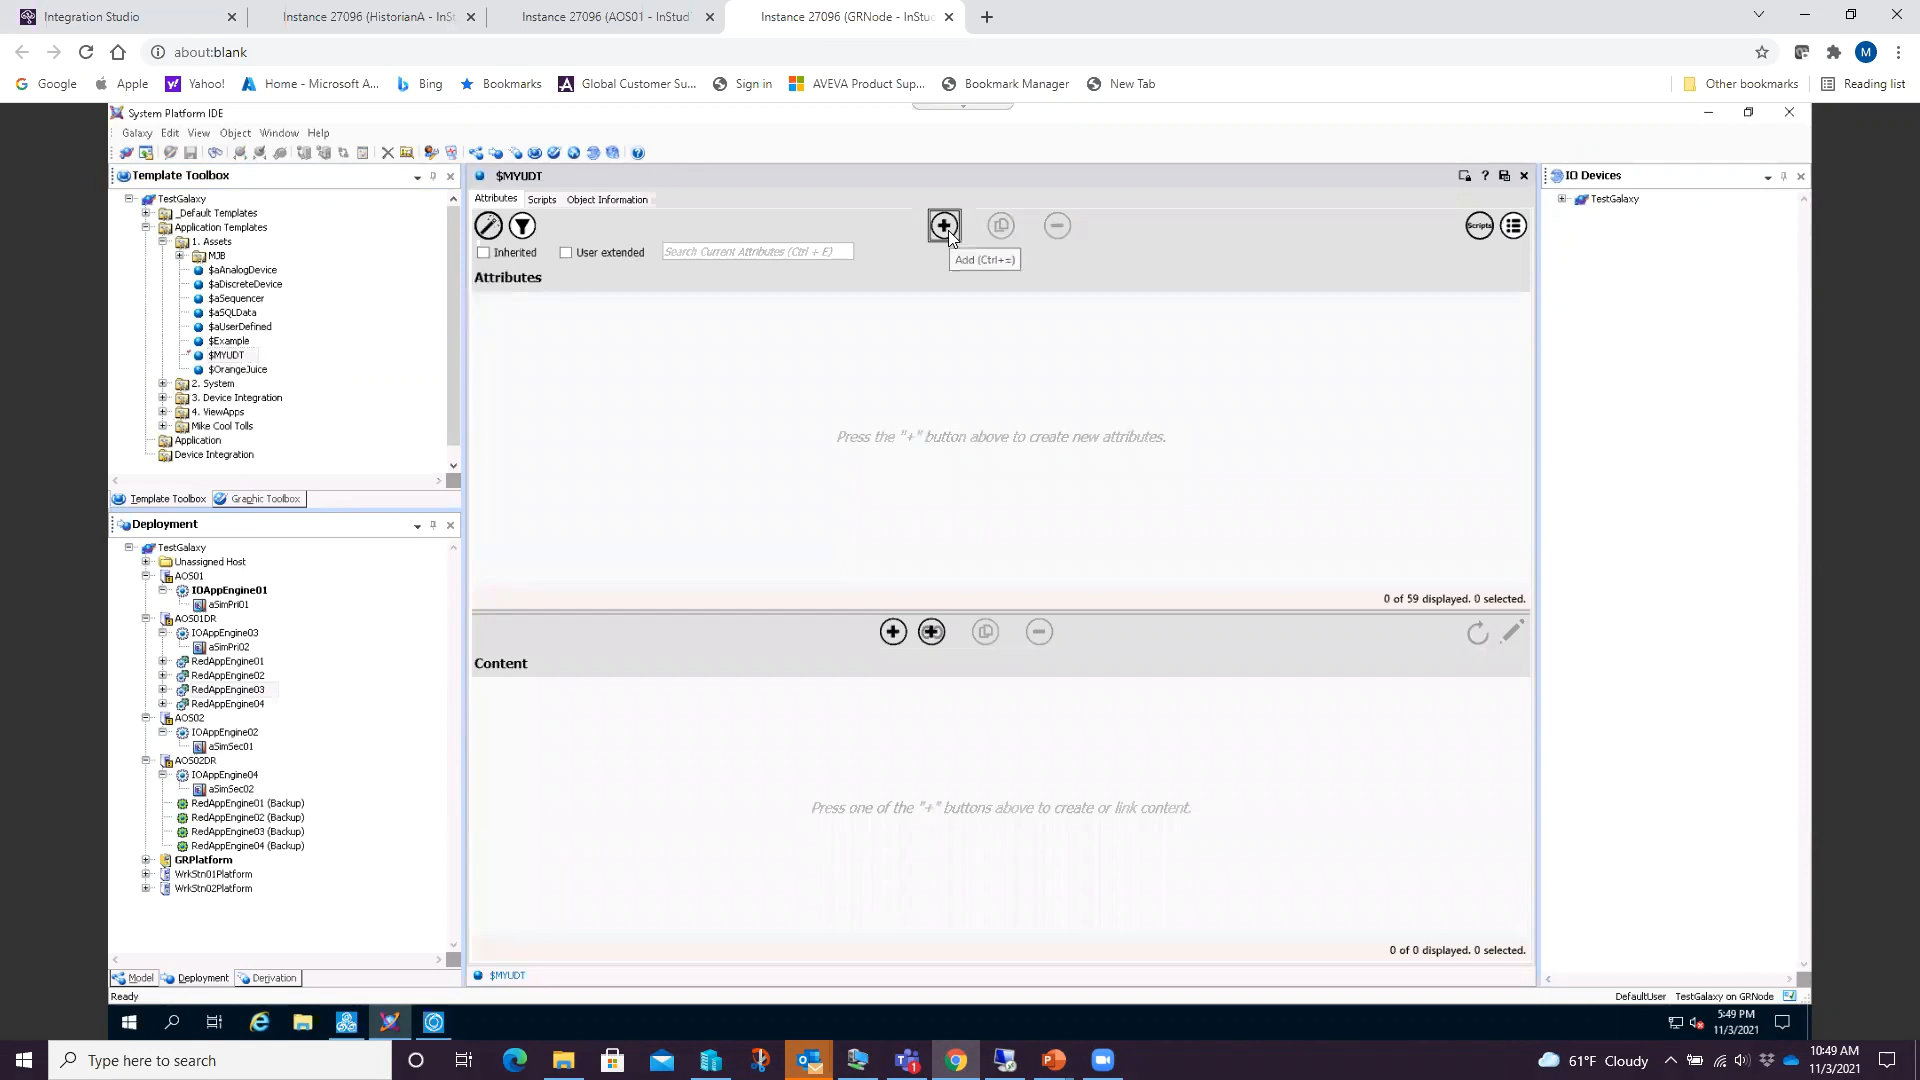 Integration Studio
Instance 27096 (HistorianA - InSt
Instance 27096 (AOS01 - InStud
Instance 27096 (GRNode - InStuc
about:blank
M
Google
Apple
Yahoo!
Home - Microsoft A...
Bing
Bookmarks
Global Customer Su...
Sign in
AVEVA Product Sup...
Bookmark Manager
New Tab
Other bookmarks
Reading list
System Platform IDE
Galaxy Edit View Object Window Help
Template Toolbox
TestGalaxy
_Default Templates
Application Templates
1. Assets
MJB
$aAnalogDevice
$aDiscreteDevice
$aSequencer
$aSQLData
$aUserDefined
$Example
$MYUDT
$OrangeJuice
2. System
3. Device Integration
4. ViewApps
Mike Cool Tolls
Application
Device Integration
Template Toolbox
Graphic Toolbox
Deployment
TestGalaxy
Unassigned Host
AOS01
IOAppEngine01
aSimPri01
AOS01DR
IOAppEngine03
aSimPri02
RedAppEngine01
RedAppEngine02
RedAppEngine03
RedAppEngine04
AOS02
IOAppEngine02
aSimSec01
AOS02DR
IOAppEngine04
aSimSec02
RedAppEngine01 (Backup)
RedAppEngine02 (Backup)
RedAppEngine03 (Backup)
RedAppEngine04 (Backup)
GRPlatform
WrkStn01Platform
WrkStn02Platform
Model
Deployment
Derivation
Ready
$MYUDT
Attributes
Scripts
Object Information
Scripts
Inherited
User extended
Search Current Attributes (Ctrl + E)
Add (Ctrl+=)
Attributes
Press the "+" button above to create new attributes.
0 of 59 displayed. 0 selected.
Content
Press one of the "+" buttons above to create or link content.
0 of 0 displayed. 0 selected.
$MYUDT
IO Devices
TestGalaxy
DefaultUser
TestGalaxy on GRNode
5:49 PM
11/3/2021
Type here to search
61°F Cloudy
10:49 AM
11/3/2021